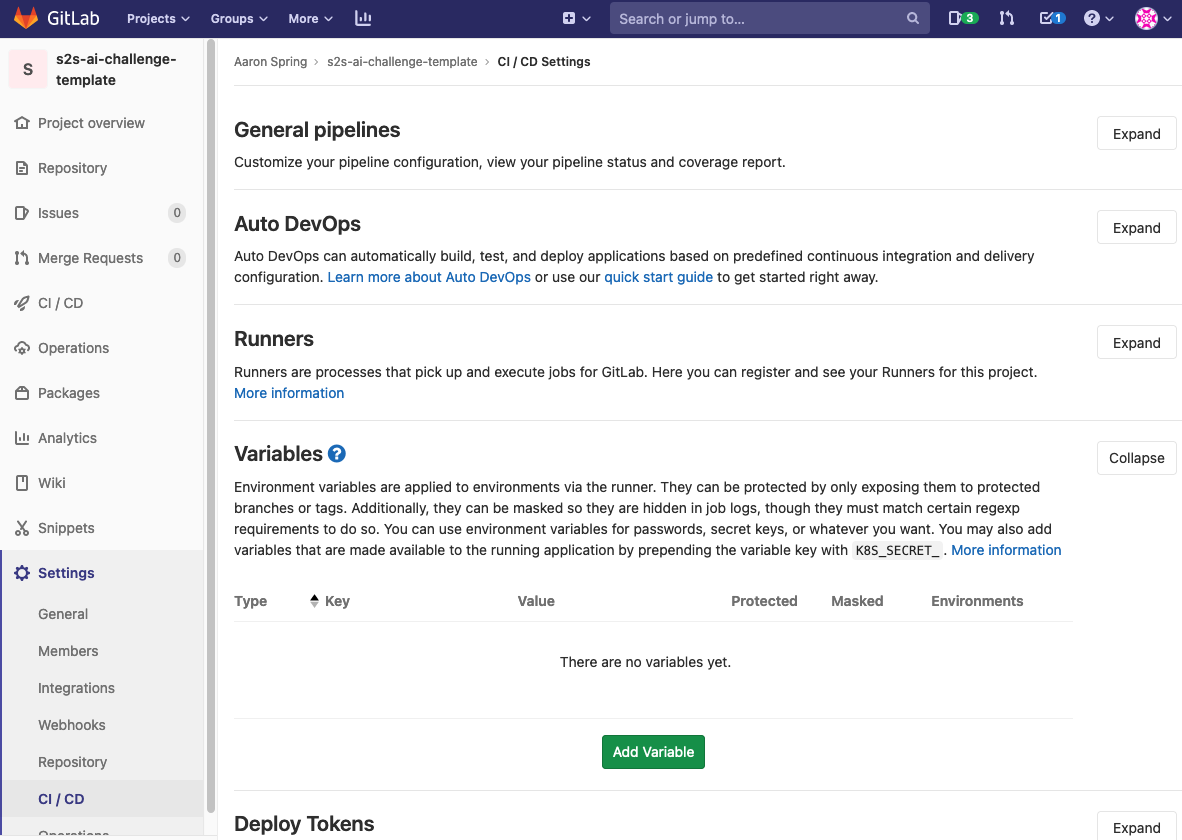 GitLab Projects Groups More Search or jump to... 3 1
S s2s-ai-challenge-
template
Project overview
Repository
Issues 0
Merge Requests 0
CI / CD
Operations
Packages
Analytics
Wiki
Snippets
Settings
General
Members
Integrations
Webhooks
Repository
CI / CD
Operations
Aaron Spring › s2s-ai-challenge-template › CI / CD Settings
General pipelines
Expand
Customize your pipeline configuration, view your pipeline status and coverage report.
Auto DevOps
Expand
Auto DevOps can automatically build, test, and deploy applications based on predefined continuous integration and delivery
configuration. Learn more about Auto DevOps or use our quick start guide to get started right away.
Runners
Expand
Runners are processes that pick up and execute jobs for GitLab. Here you can register and see your Runners for this project.
More information
Variables ?
Collapse
Environment variables are applied to environments via the runner. They can be protected by only exposing them to protected
branches or tags. Additionally, they can be masked so they are hidden in job logs, though they must match certain regexp
requirements to do so. You can use environment variables for passwords, secret keys, or whatever you want. You may also add
variables that are made available to the running application by prepending the variable key with K8S_SECRET_. More information
Type Key Value Protected Masked Environments
There are no variables yet.
Add Variable
Deploy Tokens
Expand